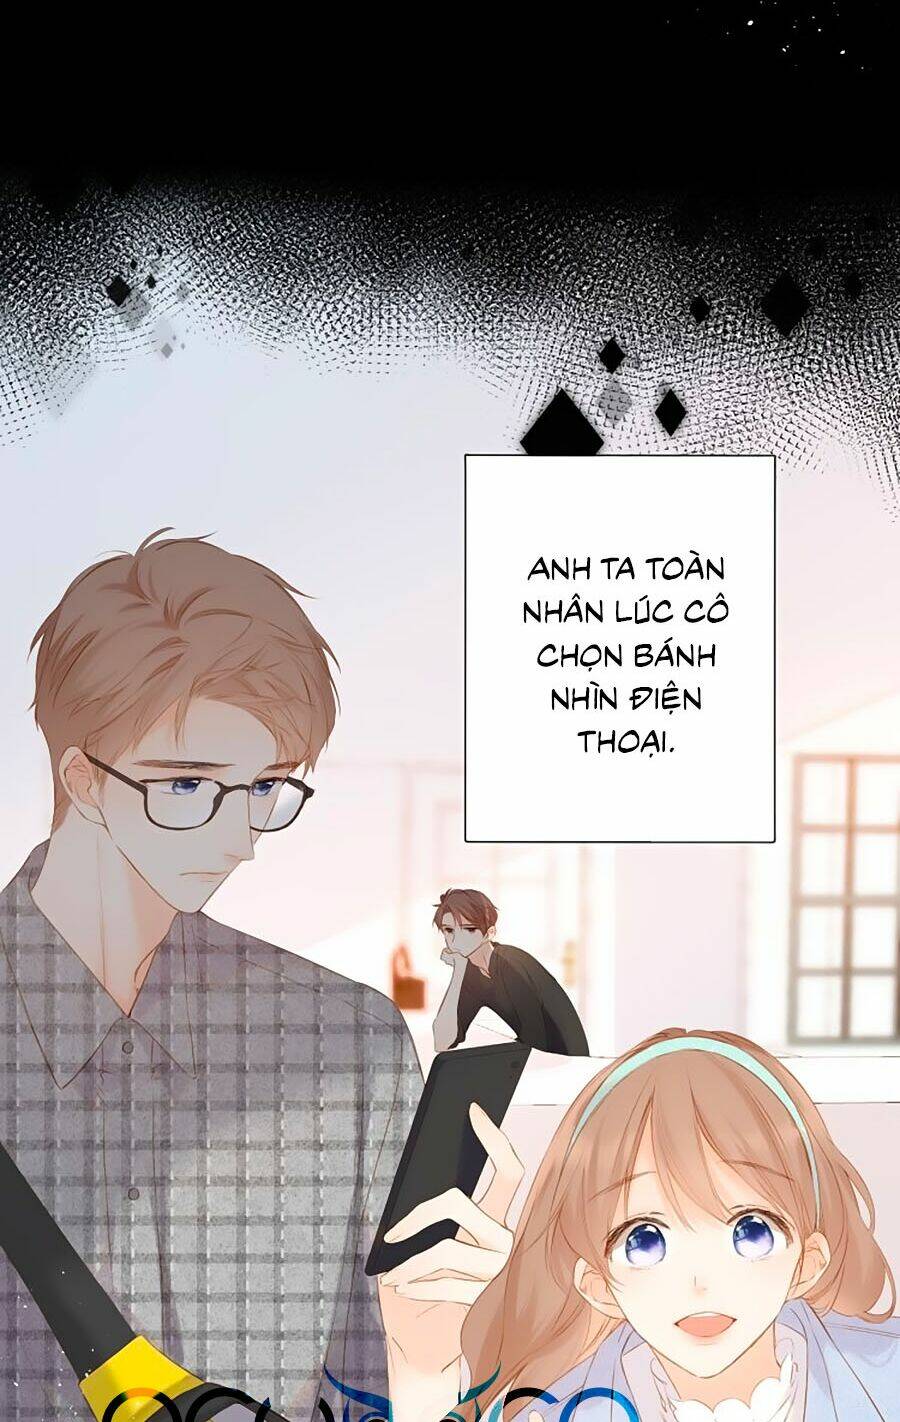 ANH TA TOÀN
NHÂN LÚC CÔ
CHỌN BÁNH
NHÌN ĐIỆN
THOẠI.